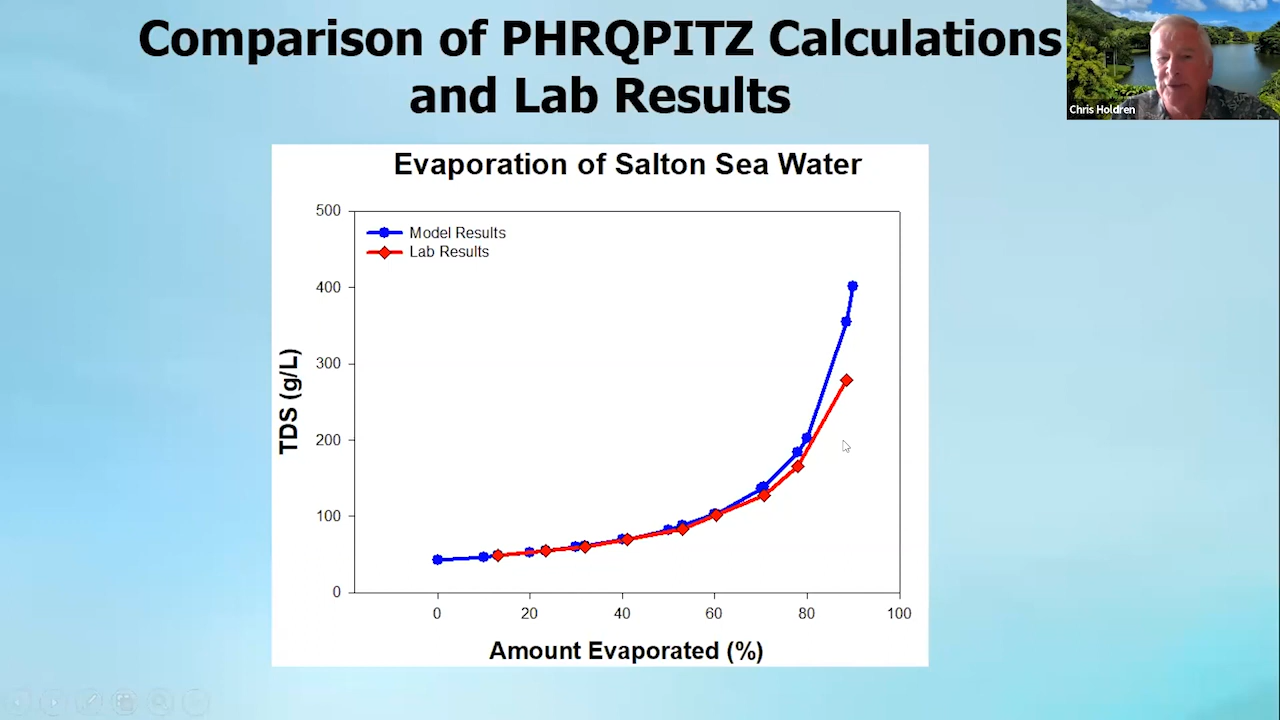 Comparison of PHRQPITZ Calculations
and Lab Results
Chris Holdren
Evaporation of Salton Sea Water
Model Results
Lab Results
TDS (g/L)
500
400
300
200
100
0
0 20 40 60 80 100
Amount Evaporated (%)